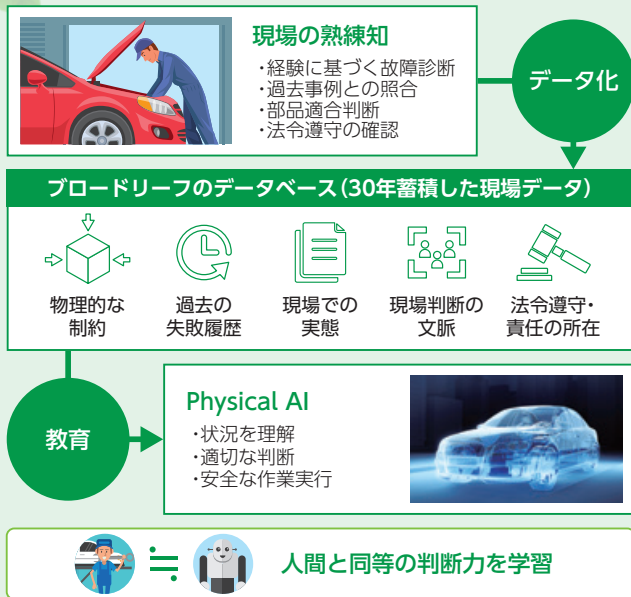 現場の熟練知
・経験に基づく故障診断
・過去事例との照合
・部品適合判断
・法令遵守の確認
データ化
ブロードリーフのデータベース（30年蓄積した現場データ）
物理的な
制約
過去の
失敗履歴
現場での
実態
現場判断の
文脈
法令遵守・
責任の所在
教育
Physical AI
・状況を理解
・適切な判断
・安全な作業実行
≒
人間と同等の判断力を学習